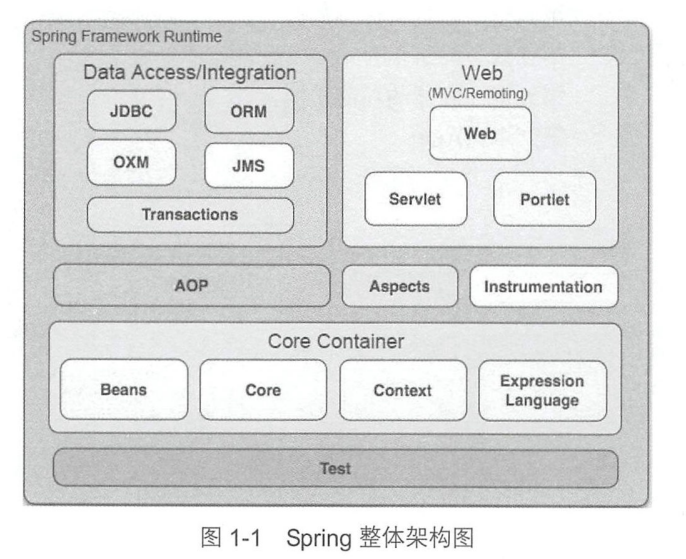 Spring Framework Runtime
Data Access/Integration
JDBC
ORM
OXM
JMS
Transactions
Web
(MVC/Remoting)
Web
Servlet
Portlet
AOP
Aspects
Instrumentation
Core Container
Beans
Core
Context
Expression
Language
Test
图 1-1 Spring 整体架构图